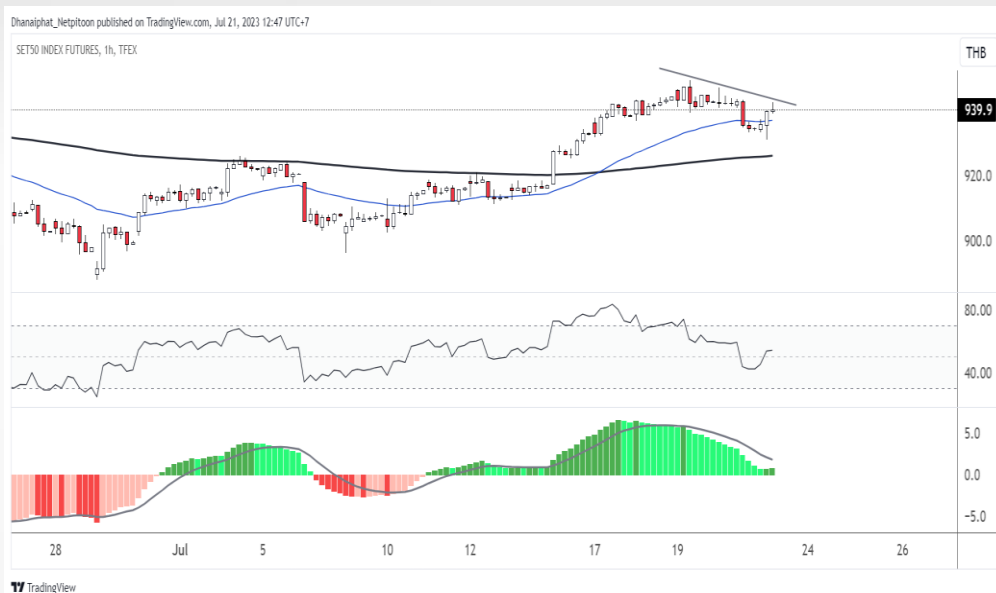 Dhanaiphat_Netpitoon published on TradingView.com, Jul 21, 2023 12:47 UTC+7
SET50 INDEX FUTURES, 1h, TFEX
THB
939.9
920.0
900.0
80.00
40.00
5.0
0.0
−5.0
28 Jul 5 10 12 17 19 24 26
TradingView